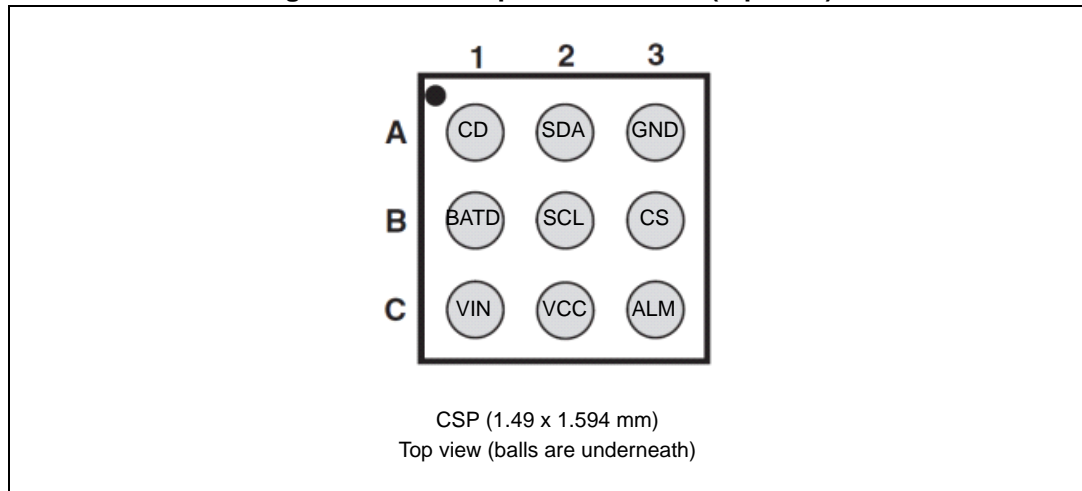 1 2 3
A CD SDA GND
B BATD SCL CS
C VIN VCC ALM
CSP (1.49 x 1.594 mm)
Top view (balls are underneath)